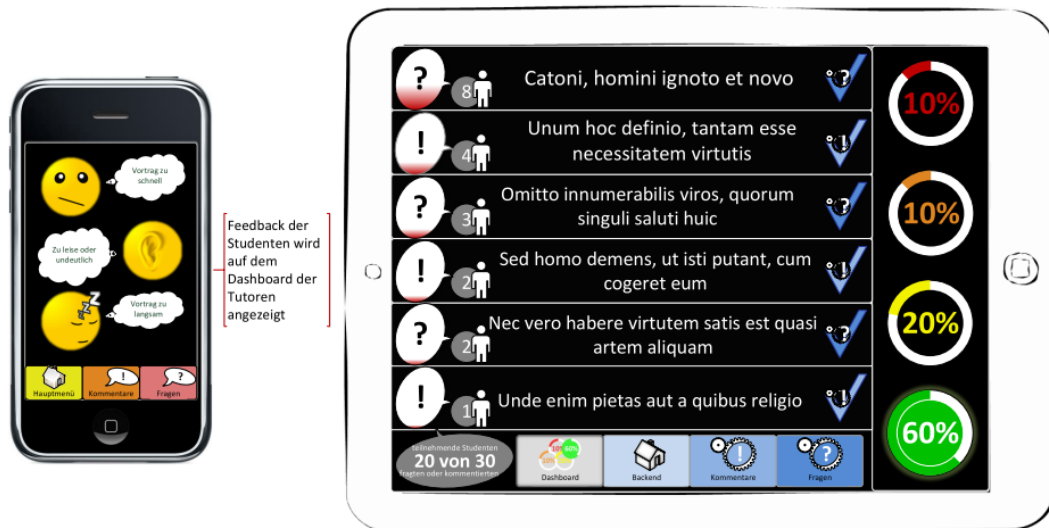 Vortrag zu
schnell
Zu leise oder
undeutlich
z
z
z
Vortrag zu
langsam
!
?
Hauptmenü
Kommentare
Fragen
Feedback der
Studenten wird
auf dem
Dashboard der
Tutoren
angezeigt
?
8
Catoni, homini ignoto et novo
?
!
4
Unum hoc definio, tantam esse
necessitatem virtutis
!
?
3
Omitto innumerabilis viros, quorum
singuli saluti huic
?
!
2
Sed homo demens, ut isti putant, cum
cogeret eum
!
?
2
Nec vero habere virtutem satis est quasi
artem aliquam
?
!
1
Unde enim pietas aut a quibus religio
!
teilnehmende Studenten
20 von 30
fragten oder kommentierten
10%
60%
10%
Dashboard
Backend
!
Kommentare
?
Fragen
10%
10%
20%
60%